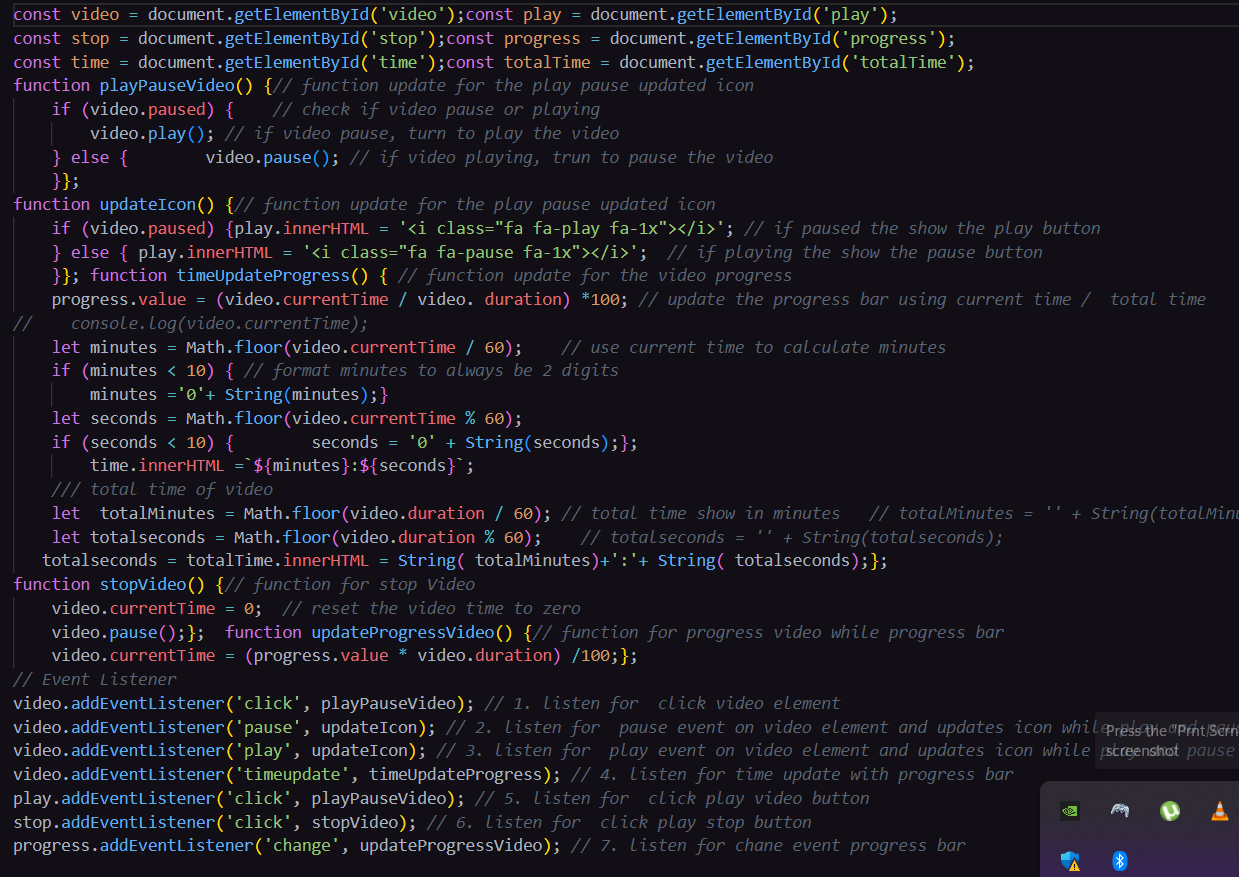 const video = document.getElementById('video');const play = document.getElementById('play');
const stop = document.getElementById('stop');const progress = document.getElementById('progress');
const time = document.getElementById('time');const totalTime = document.getElementById('totalTime');
function playPauseVideo() {// function update for the play pause updated icon
    if (video.paused) {    // check if video pause or playing
        video.play(); // if video pause, turn to play the video
    } else {        video.pause(); // if video playing, trun to pause the video
    }};
function updateIcon() {// function update for the play pause updated icon
    if (video.paused) {play.innerHTML = '<i class="fa fa-play fa-1x"></i>'; // if paused the show the play button
    } else { play.innerHTML = '<i class="fa fa-pause fa-1x"></i>';  // if playing the show the pause button
    }}; function timeUpdateProgress() { // function update for the video progress
    progress.value = (video.currentTime / video. duration) *100; // update the progress bar using current time /  total time
//    console.log(video.currentTime);
    let minutes = Math.floor(video.currentTime / 60);    // use current time to calculate minutes
    if (minutes < 10) { // format minutes to always be 2 digits
        minutes ='0'+ String(minutes);}
    let seconds = Math.floor(video.currentTime % 60);
    if (seconds < 10) {        seconds = '0' + String(seconds);};
        time.innerHTML =`${minutes}:${seconds}`;
    /// total time of video
    let  totalMinutes = Math.floor(video.duration / 60); // total time show in minutes   // totalMinutes = '' + String(totalMinu
    let totalseconds = Math.floor(video.duration % 60);    // totalseconds = '' + String(totalseconds);
   totalseconds = totalTime.innerHTML = String( totalMinutes)+':'+ String( totalseconds);};
function stopVideo() {// function for stop Video
    video.currentTime = 0;  // reset the video time to zero
    video.pause();};  function updateProgressVideo() {// function for progress video while progress bar
    video.currentTime = (progress.value * video.duration) /100;};
// Event Listener
video.addEventListener('click', playPauseVideo); // 1. listen for  click video element
video.addEventListener('pause', updateIcon); // 2. listen for  pause event on video element and updates icon while play and pause
video.addEventListener('play', updateIcon); // 3. listen for  play event on video element and updates icon while play and pause
video.addEventListener('timeupdate', timeUpdateProgress); // 4. listen for time update with progress bar
play.addEventListener('click', playPauseVideo); // 5. listen for  click play video button
stop.addEventListener('click', stopVideo); // 6. listen for  click play stop button
progress.addEventListener('change', updateProgressVideo); // 7. listen for chane event progress bar
Press the "Print Scrn
screenshot